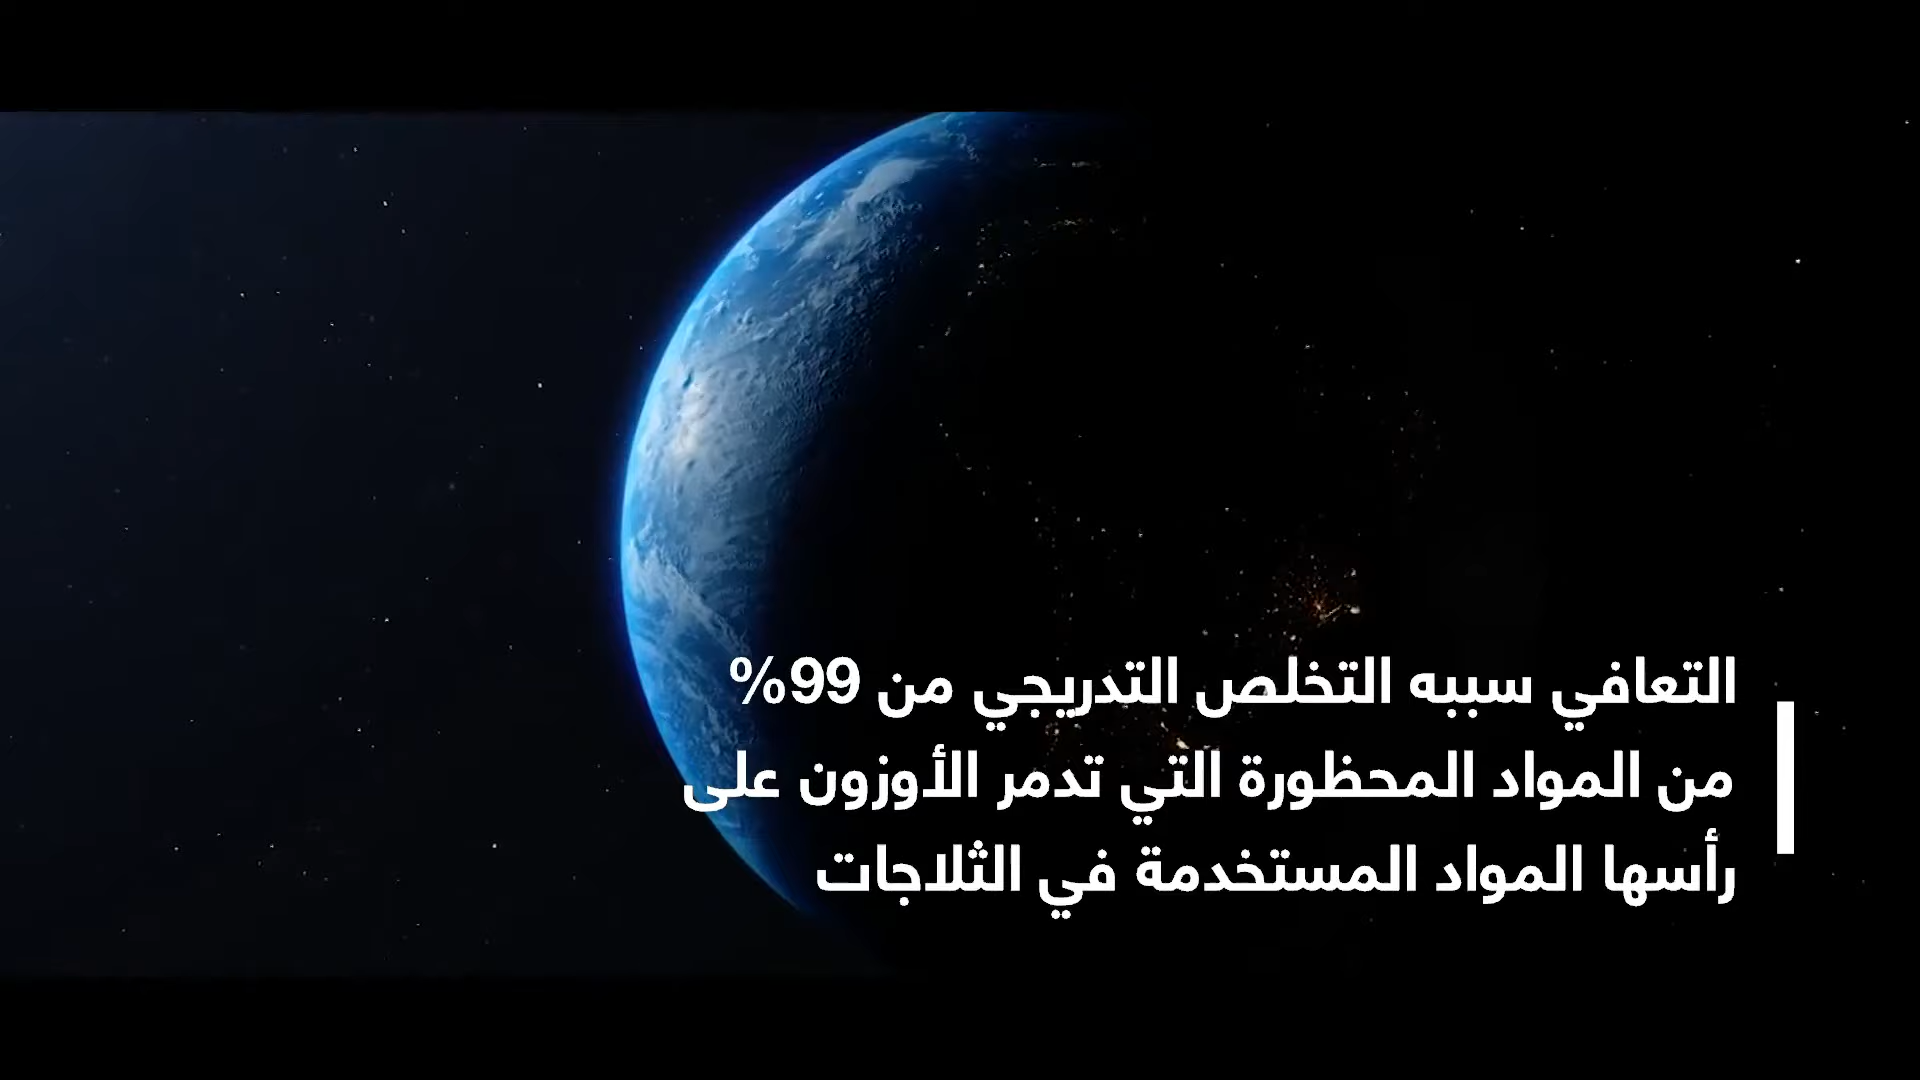 التعافي سببه التخلص التدريجي من 99%
من المواد المحظورة التي تدمر الأوزون على
رأسها المواد المستخدمة في الثلاجات